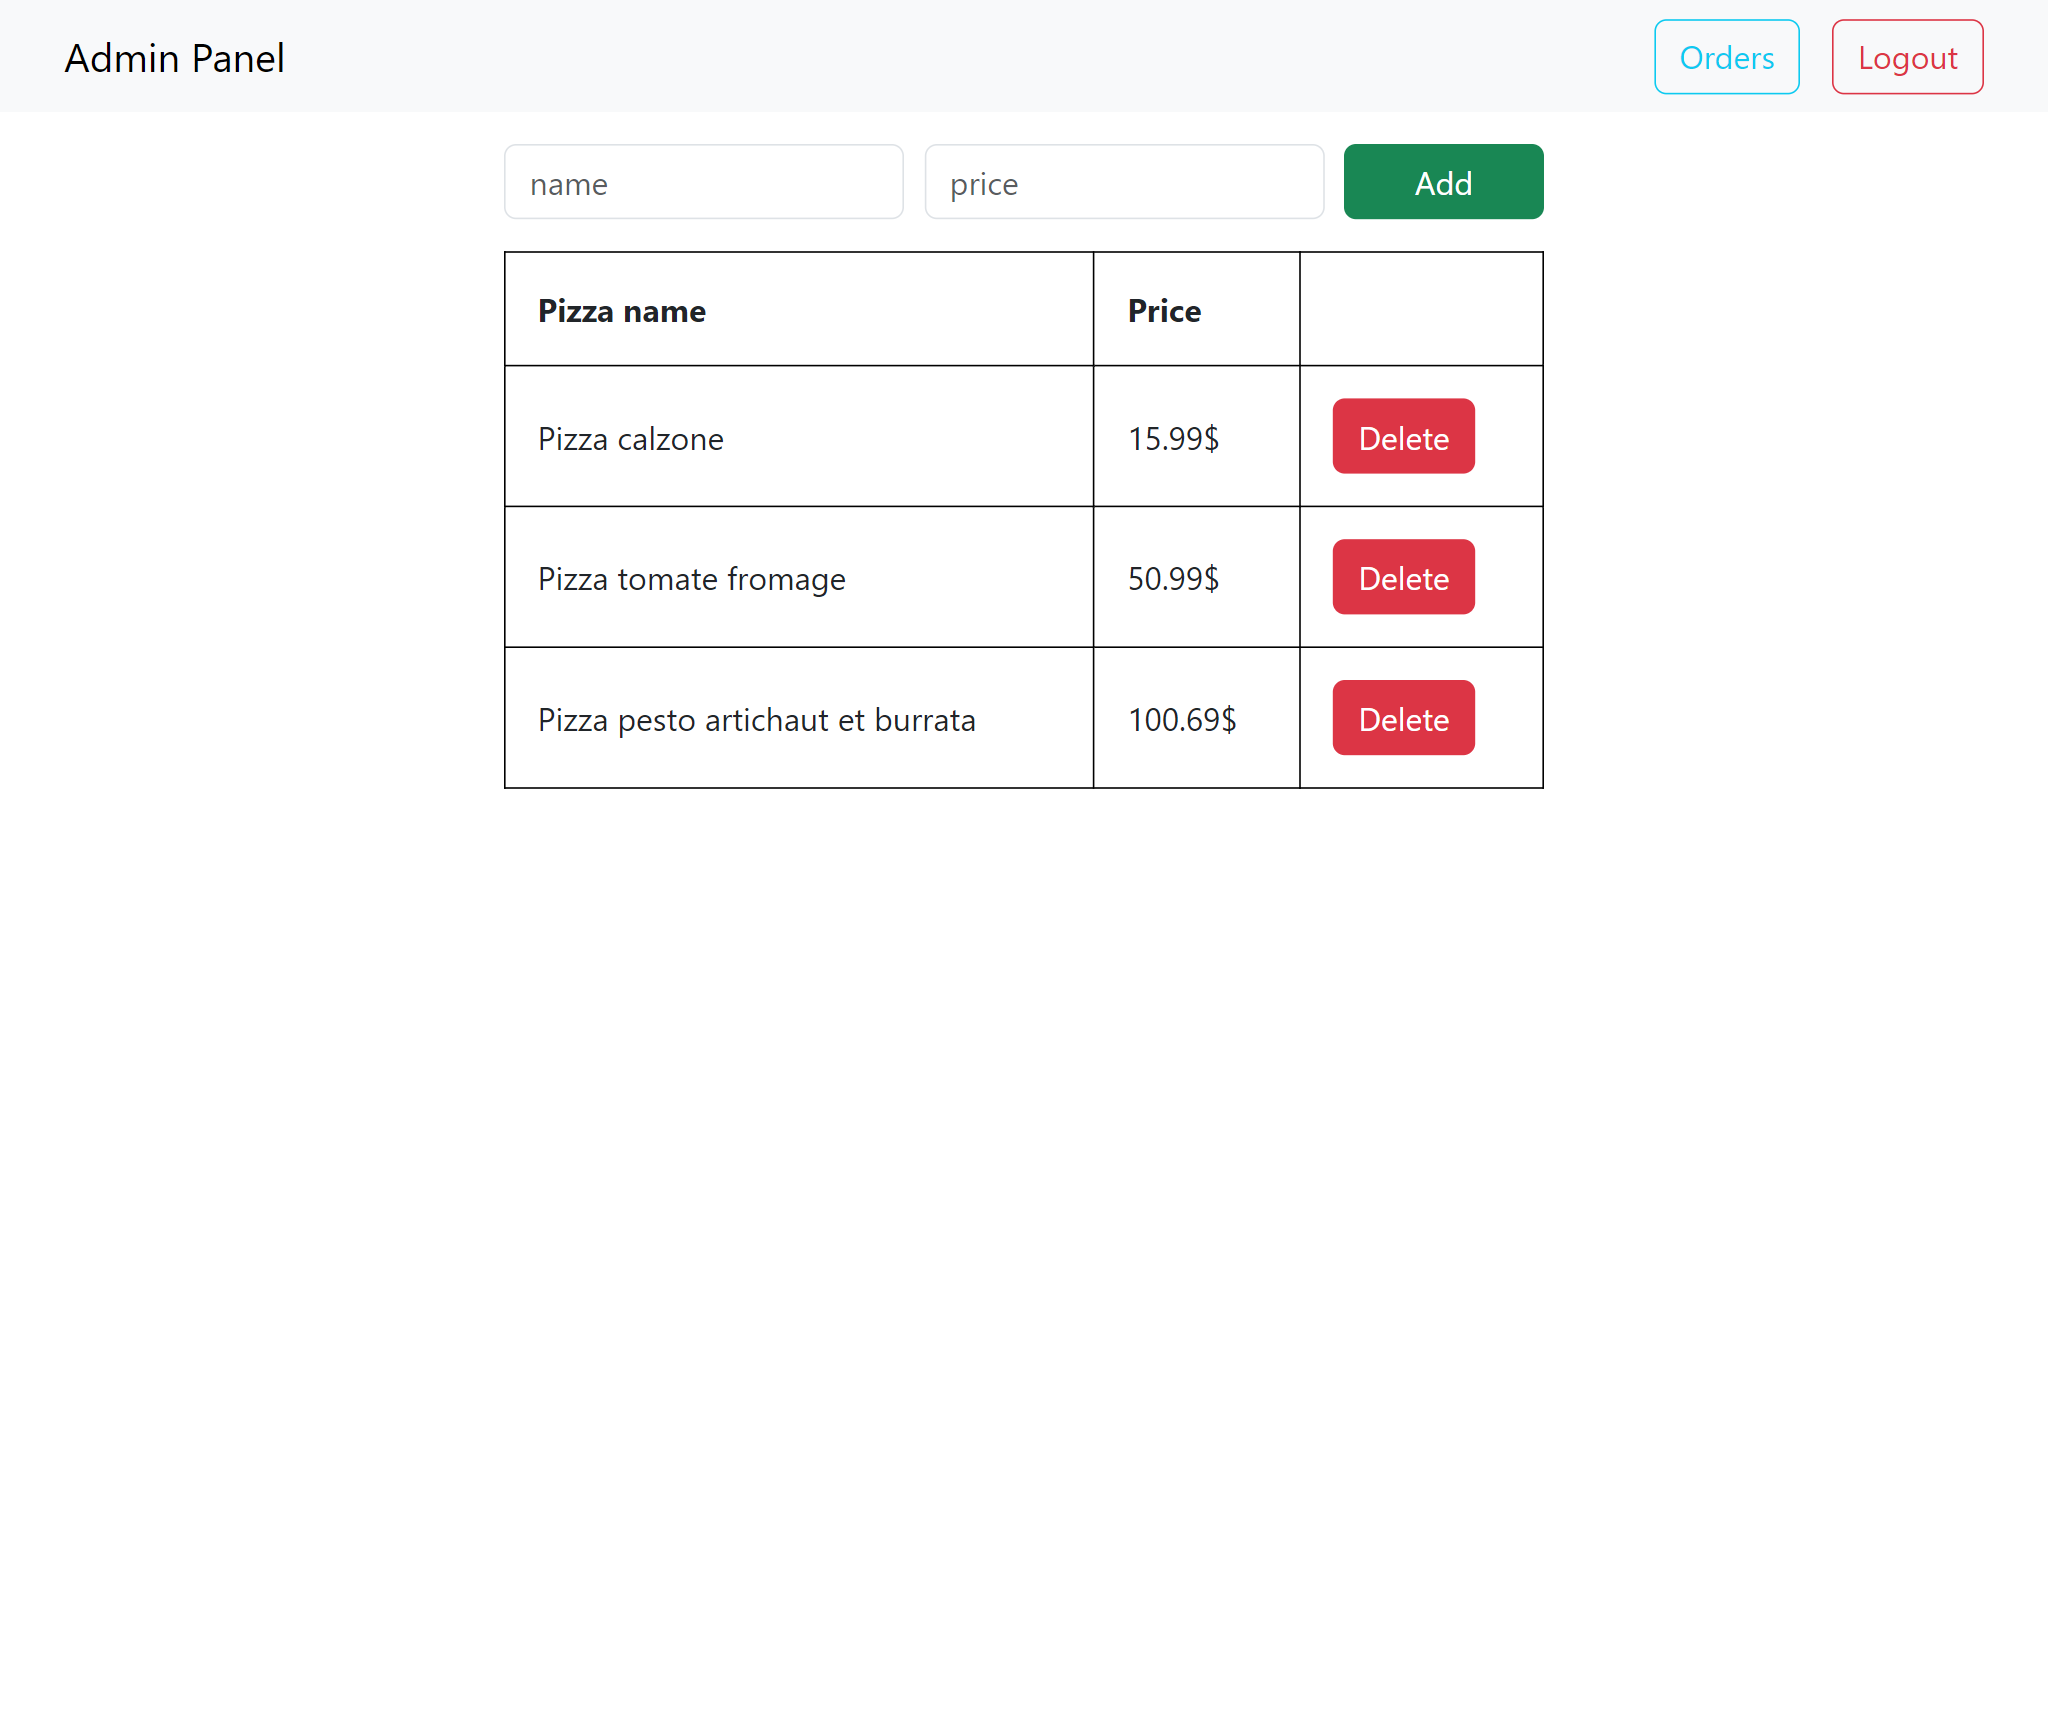 Admin Panel Orders Logout
name price Add
Pizza name Price
Pizza calzone 15.99$ Delete
Pizza tomate fromage 50.99$ Delete
Pizza pesto artichaut et burrata 100.69$ Delete